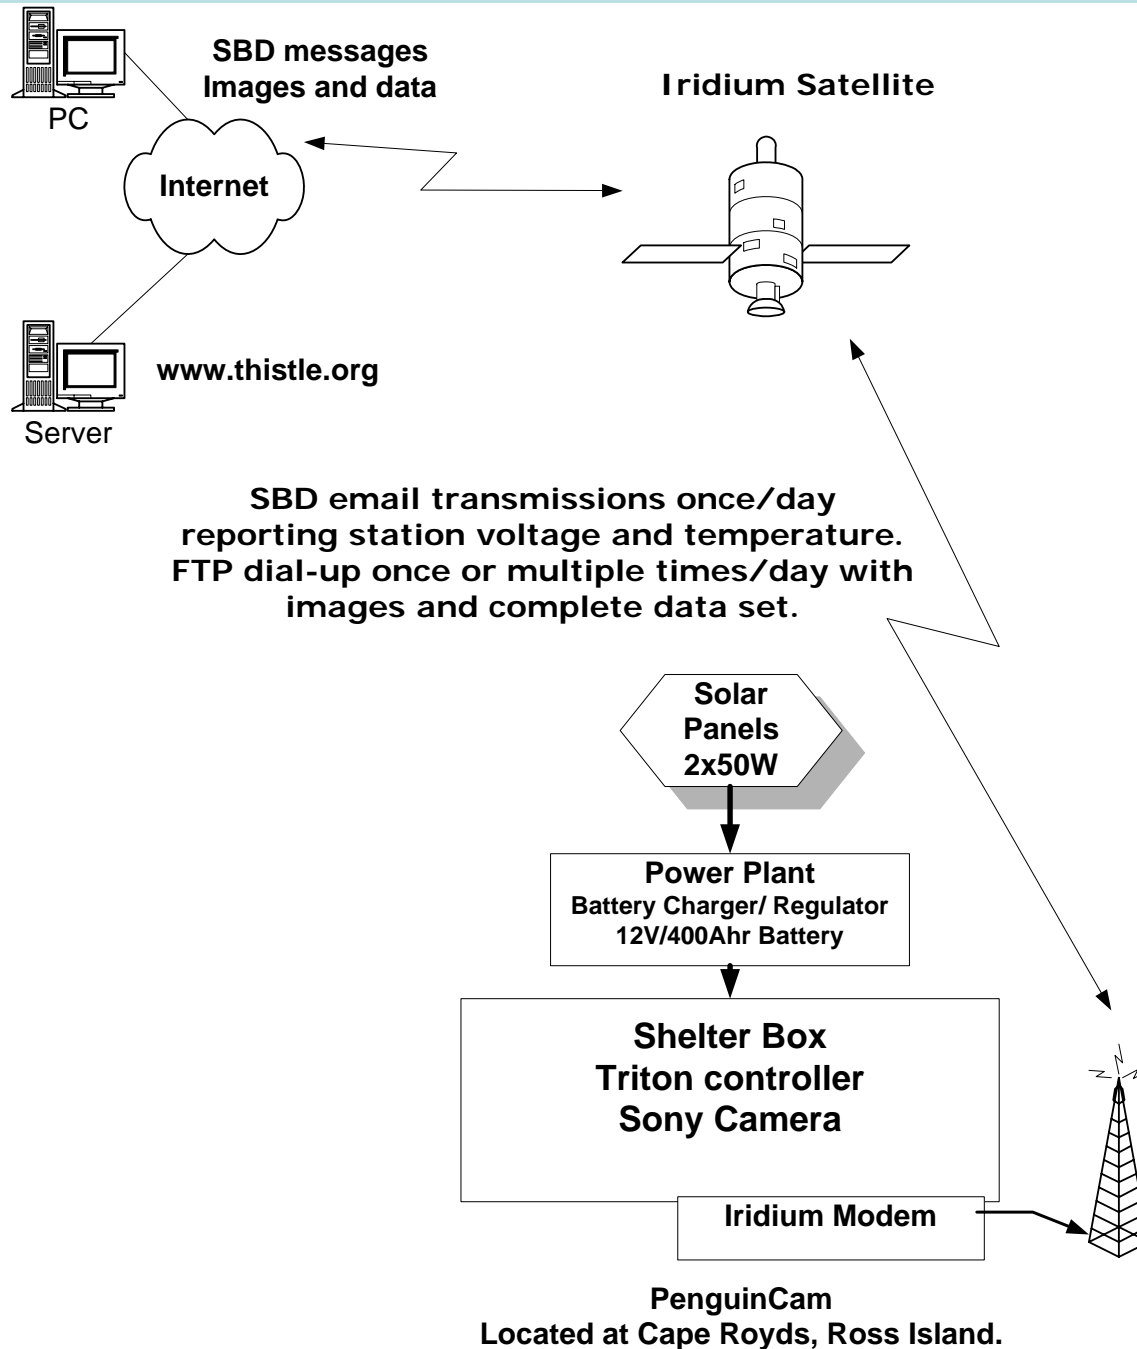 SBD messages
Images and data
Iridium Satellite
PC
Internet
www.thistle.org
Server
SBD email transmissions once/day
reporting station voltage and temperature.
FTP dial-up once or multiple times/day with
images and complete data set.
Solar
Panels
2x50W
Power Plant
Battery Charger/ Regulator
12V/400Ahr Battery
Shelter Box
Triton controller
Sony Camera
Iridium Modem
PenguinCam
Located at Cape Royds, Ross Island.